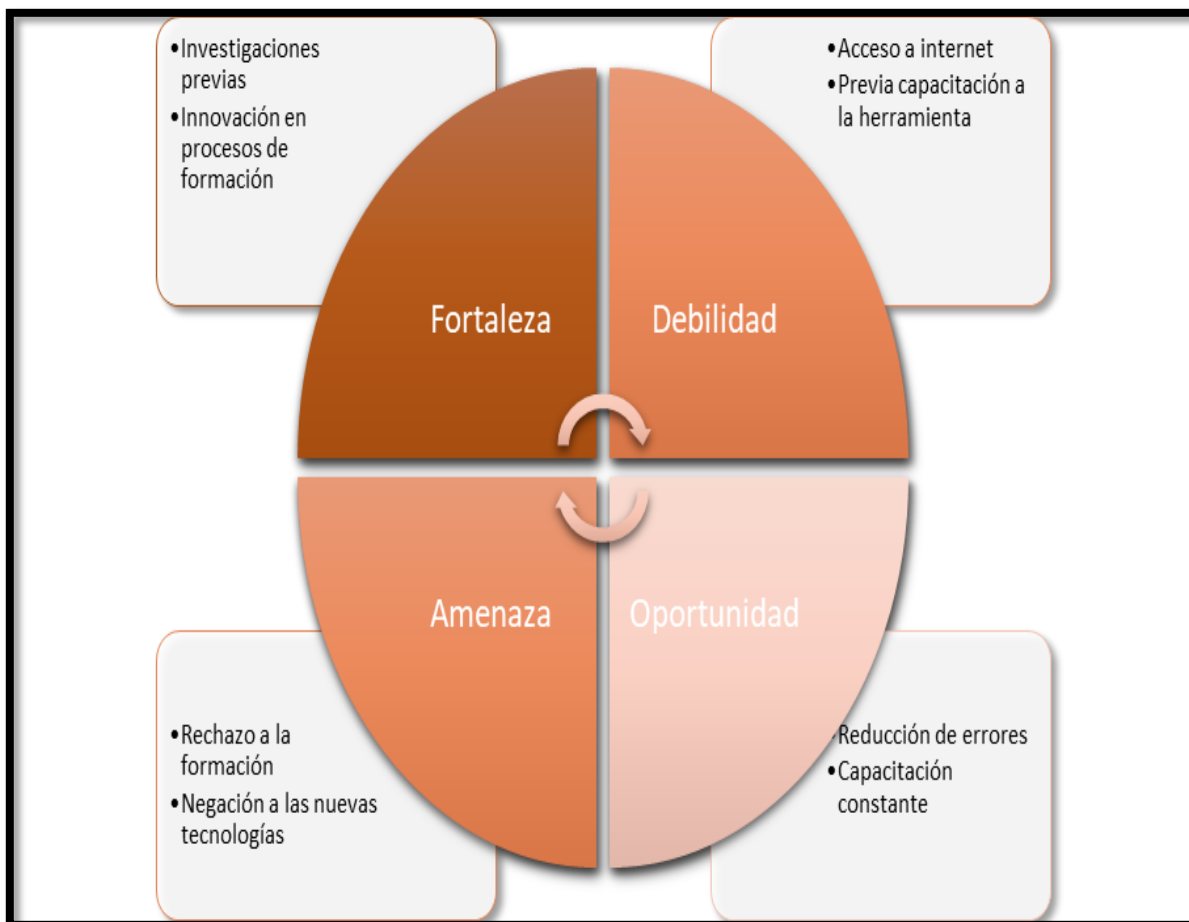 •Investigaciones
previas
•Innovación en
procesos de
formación
•Acceso a internet
•Previa capacitación a
la herramienta
Fortaleza
Debilidad
Amenaza
Oportunidad
•Rechazo a la
formación
•Negación a las nuevas
tecnologías
•Reducción de errores
•Capacitación
constante